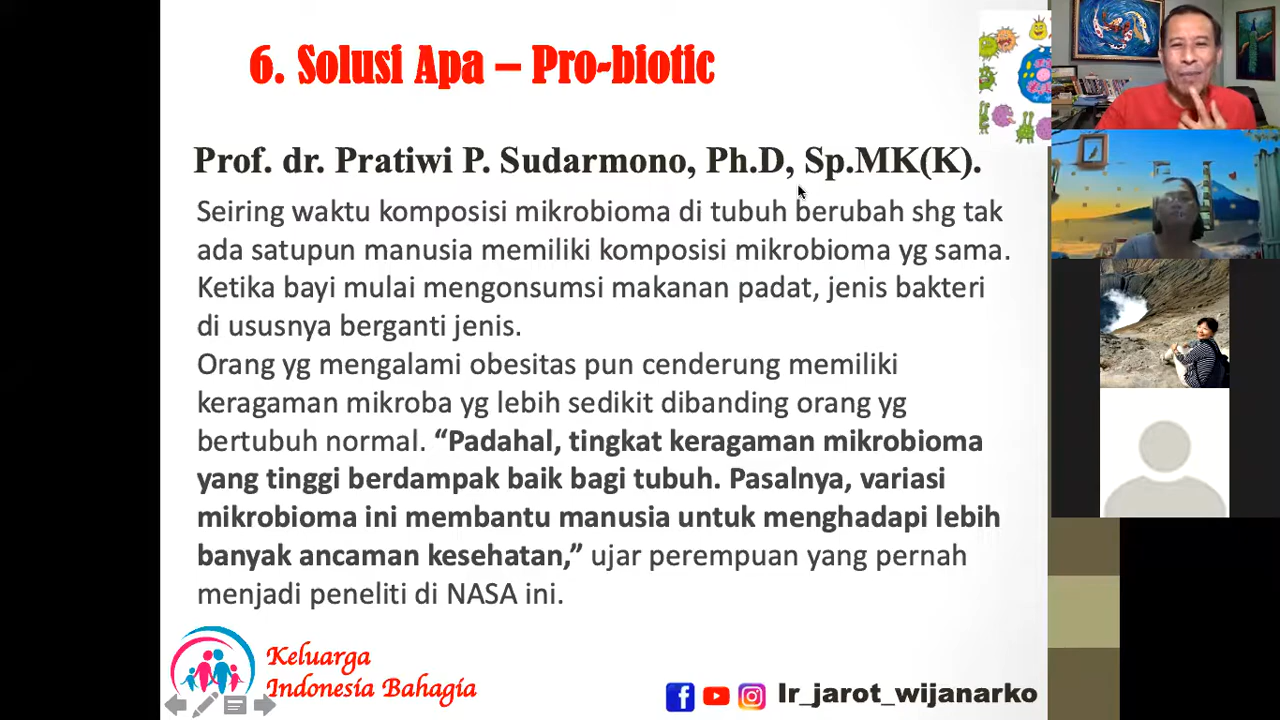 6. Solusi Apa – Pro-biotic
Prof. dr. Pratiwi P. Sudarmono, Ph.D, Sp.MK(K).
Seiring waktu komposisi mikrobioma di tubuh berubah shg tak
ada satupun manusia memiliki komposisi mikrobioma yg sama.
Ketika bayi mulai mengonsumsi makanan padat, jenis bakteri
di ususnya berganti jenis.
Orang yg mengalami obesitas pun cenderung memiliki
keragaman mikroba yg lebih sedikit dibanding orang yg
bertubuh normal. “Padahal, tingkat keragaman mikrobioma
yang tinggi berdampak baik bagi tubuh. Pasalnya, variasi
mikrobioma ini membantu manusia untuk menghadapi lebih
banyak ancaman kesehatan,” ujar perempuan yang pernah
menjadi peneliti di NASA ini.
Keluarga
Indonesia Bahagia
Ir_jarot_wijanarko